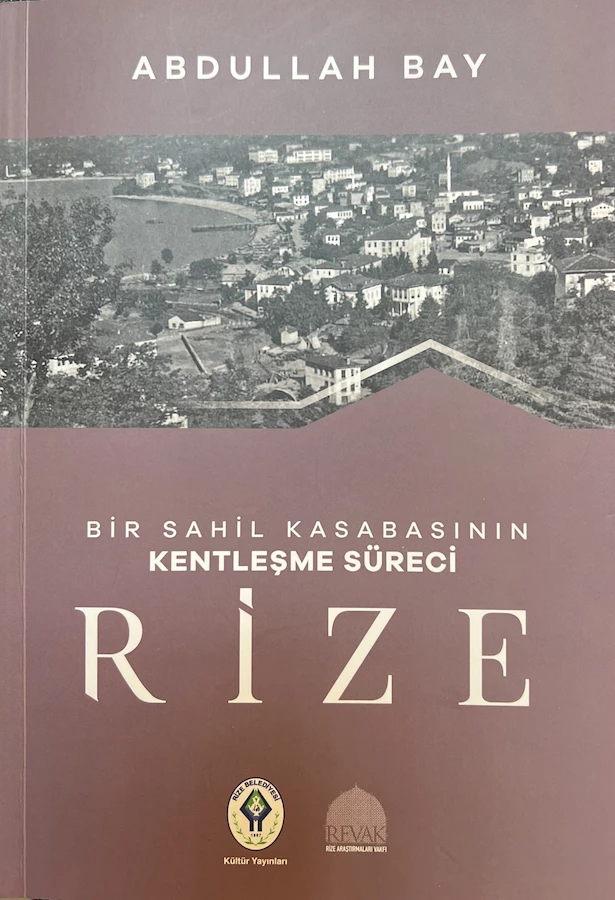 ABDULLAH BAY
BİR SAHİL KASABASININ
KENTLEŞME SÜRECİ
RİZE
RİZE BELEDİYESİ
1867
Kültür Yayınları
REVAK
RİZE ARAŞTIRMALARI VAKFI